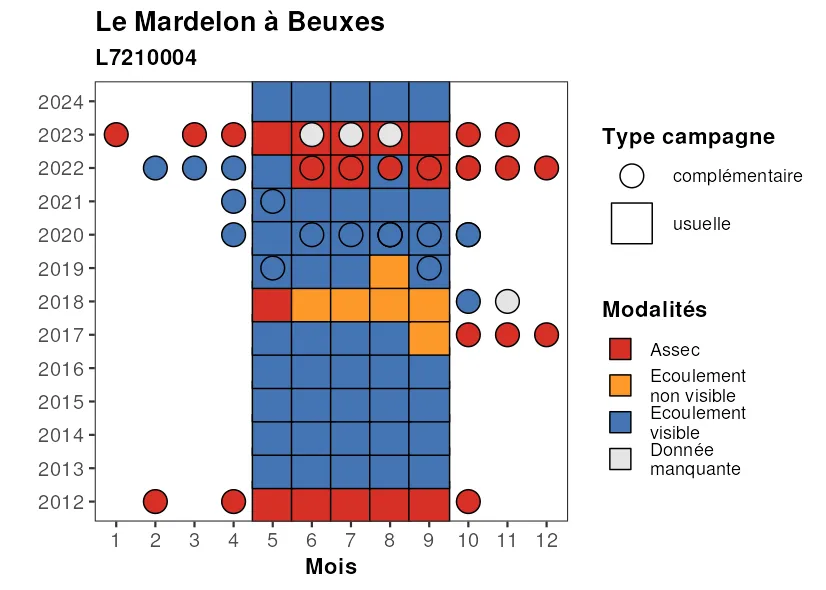 Le Mardelon à Beuxes
L7210004
2024
2023
2022
2021
2020
2019
2018
2017
2016
2015
2014
2013
2012
1 2 3 4 5 6 7 8 9 10 11 12
Mois
Type campagne
complémentaire
usuelle
Modalités
Assec
Ecoulement
non visible
Ecoulement
visible
Donnée
manquante